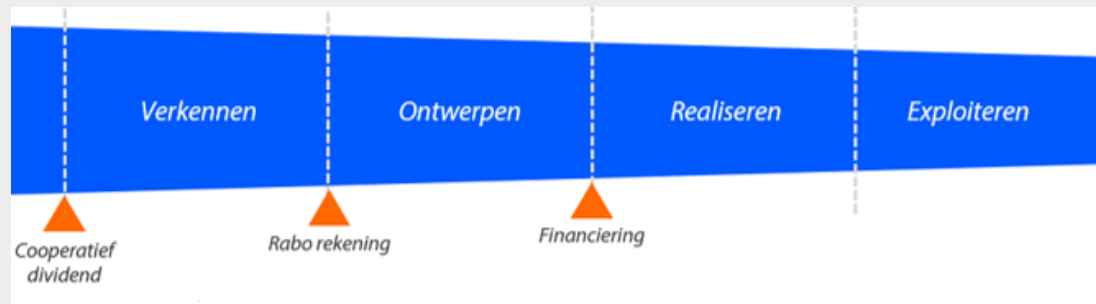 Verkennen
Ontwerpen
Realiseren
Exploiteren
Cooperatief
dividend
Rabo rekening
Financiering